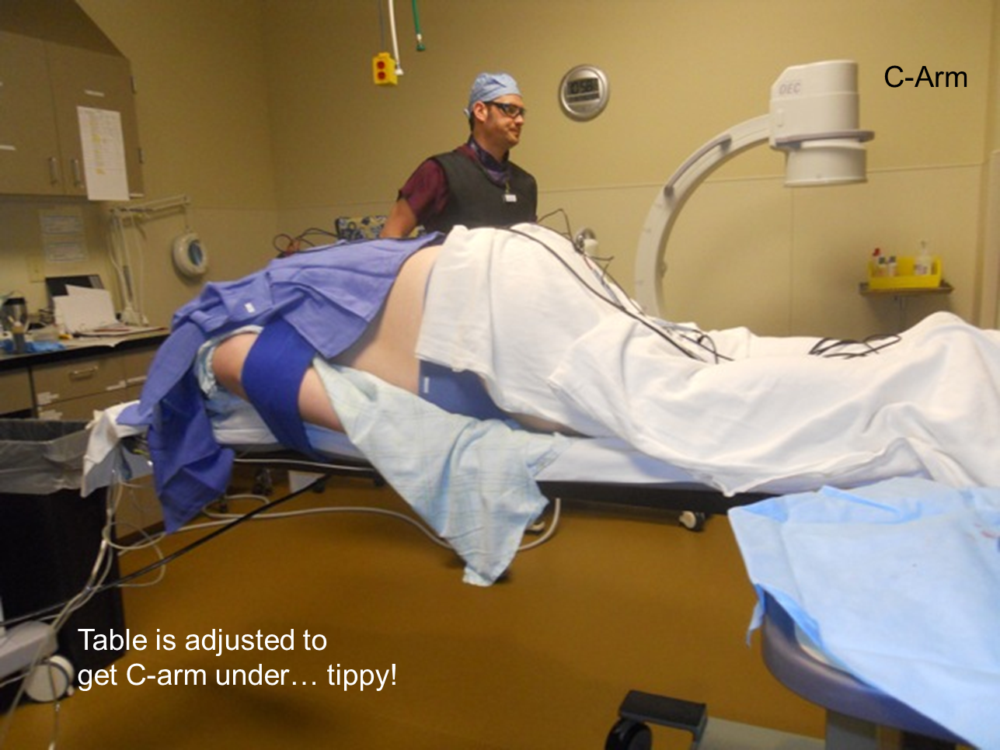 C-Arm
OEC
Table is adjusted to
get C-arm under… tippy!